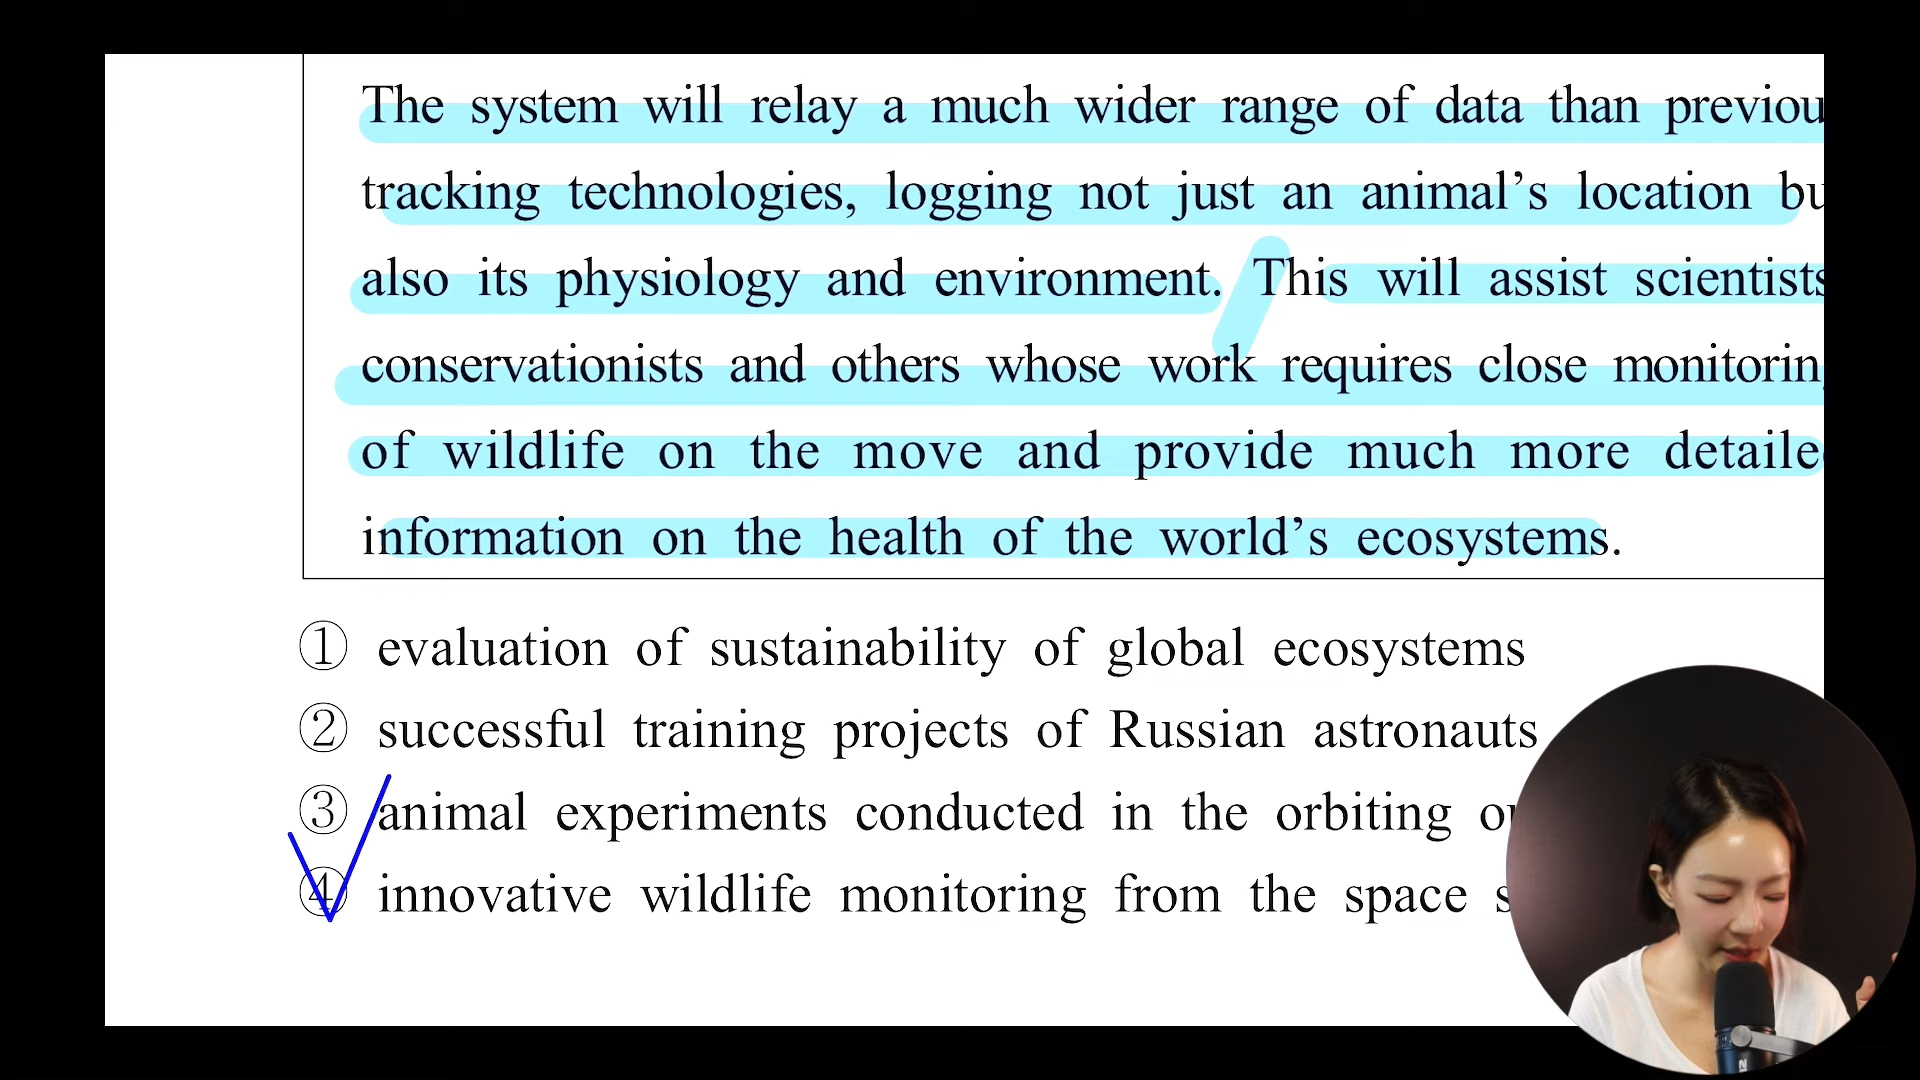 The system will relay a much wider range of data than previou
tracking technologies, logging not just an animal’s location bu
also its physiology and environment. This will assist scientists
conservationists and others whose work requires close monitorin
of wildlife on the move and provide much more detaile
information on the health of the world’s ecosystems.
① evaluation of sustainability of global ecosystems
② successful training projects of Russian astronauts
③ animal experiments conducted in the orbiting
④ innovative wildlife monitoring from the space